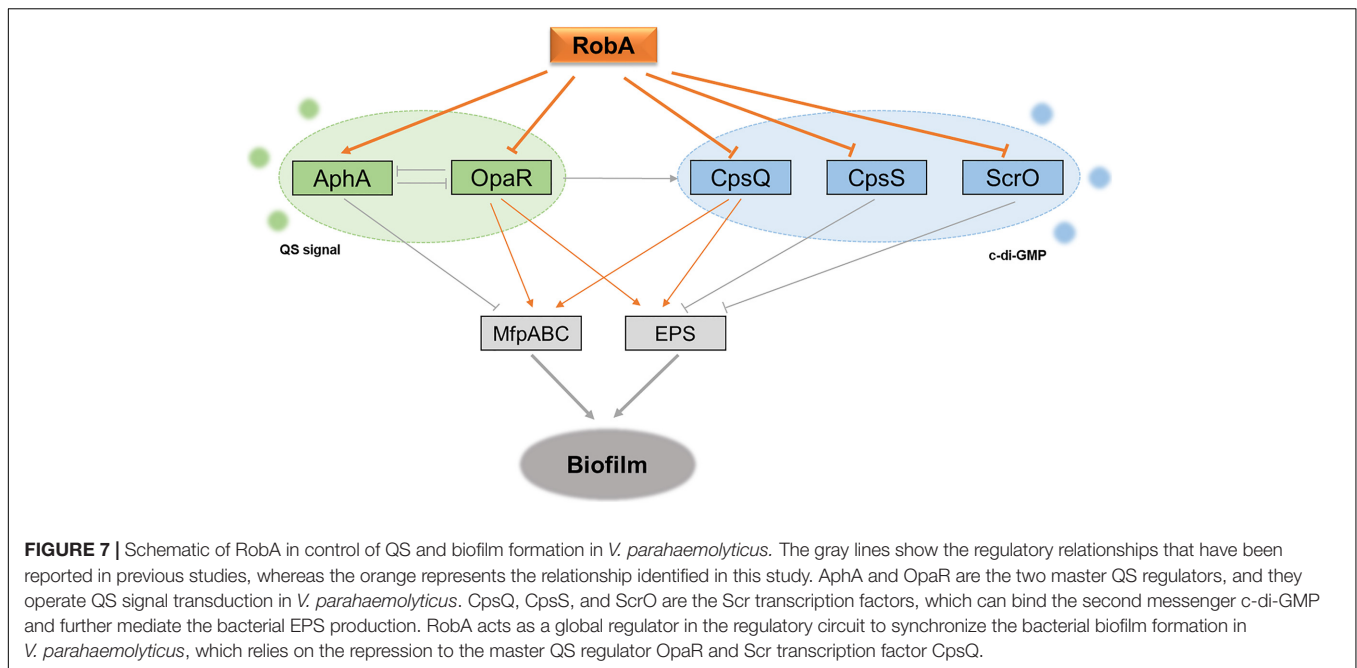 RobA
AphA
OpaR
CpsQ
CpsS
ScrO
QS signal
c-di-GMP
MfpABC
EPS
Biofilm
FIGURE 7 | Schematic of RobA in control of QS and biofilm formation in V. parahaemolyticus. The gray lines show the regulatory relationships that have been
reported in previous studies, whereas the orange represents the relationship identified in this study. AphA and OpaR are the two master QS regulators, and they
operate QS signal transduction in V. parahaemolyticus. CpsQ, CpsS, and ScrO are the Scr transcription factors, which can bind the second messenger c-di-GMP
and further mediate the bacterial EPS production. RobA acts as a global regulator in the regulatory circuit to synchronize the bacterial biofilm formation in
V. parahaemolyticus, which relies on the repression to the master QS regulator OpaR and Scr transcription factor CpsQ.